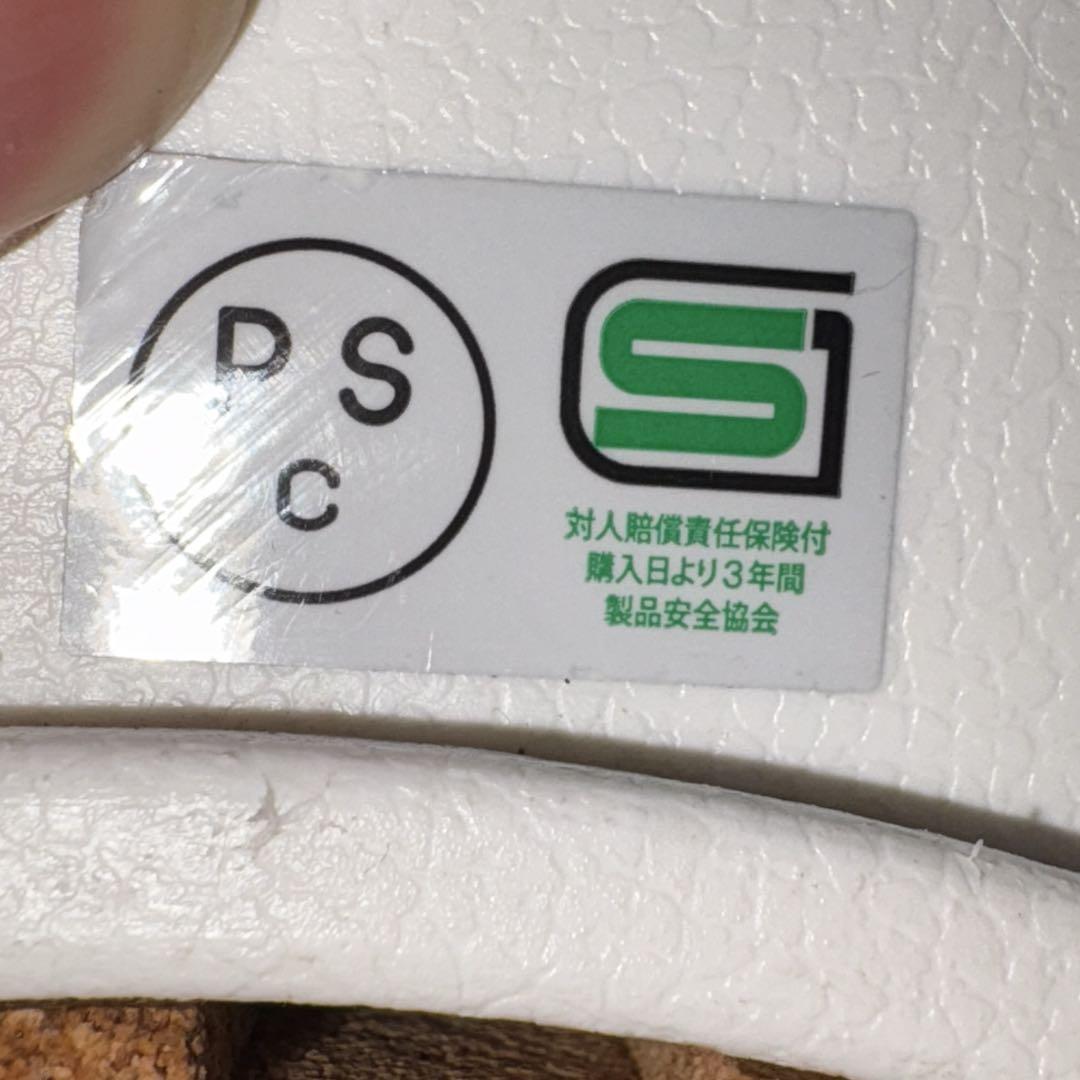 P S
C
S
対人賠償責任保険付
購入日より3年間
製品安全協会